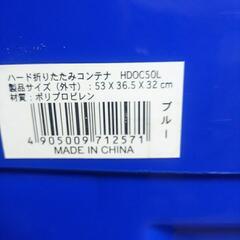 ハード折りたたみコンテナ HDOC50L
製品サイズ（外寸）：53 X 36.5 X 32 cm
材質：ポリプロピレン
ブルー
4 905009 712571
MADE IN CHINA